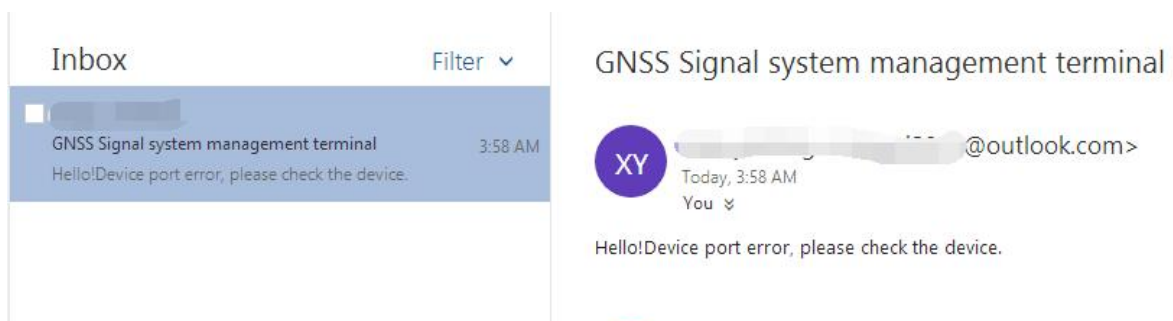 Inbox
Filter
GNSS Signal system management terminal
3:58 AM
Hello!Device port error, please check the device.
GNSS Signal system management terminal
XY
@outlook.com>
Today, 3:58 AM
You
Hello!Device port error, please check the device.